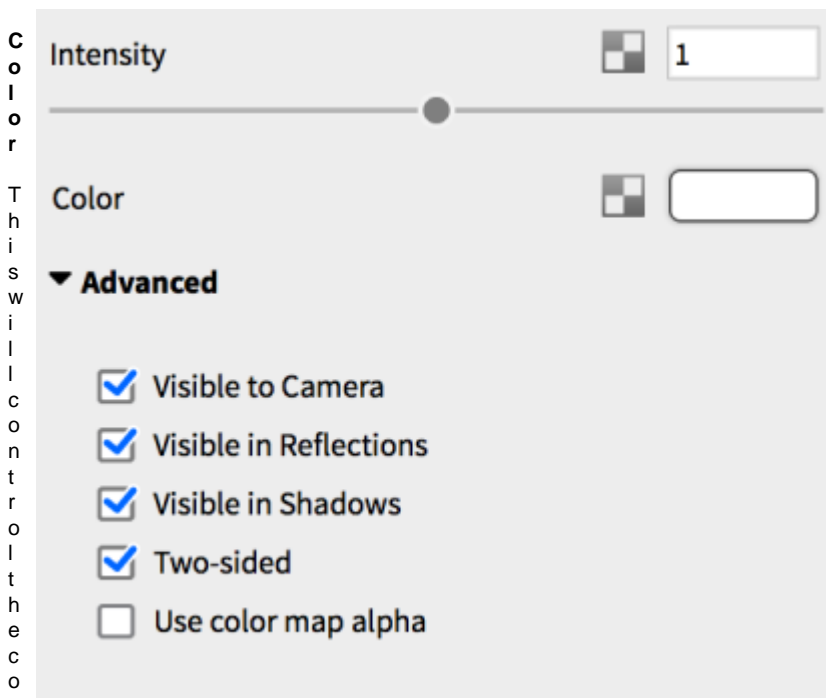 Color
This will control the co
Intensity 1
Color
Advanced
Visible to Camera
Visible in Reflections
Visible in Shadows
Two-sided
Use color map alpha